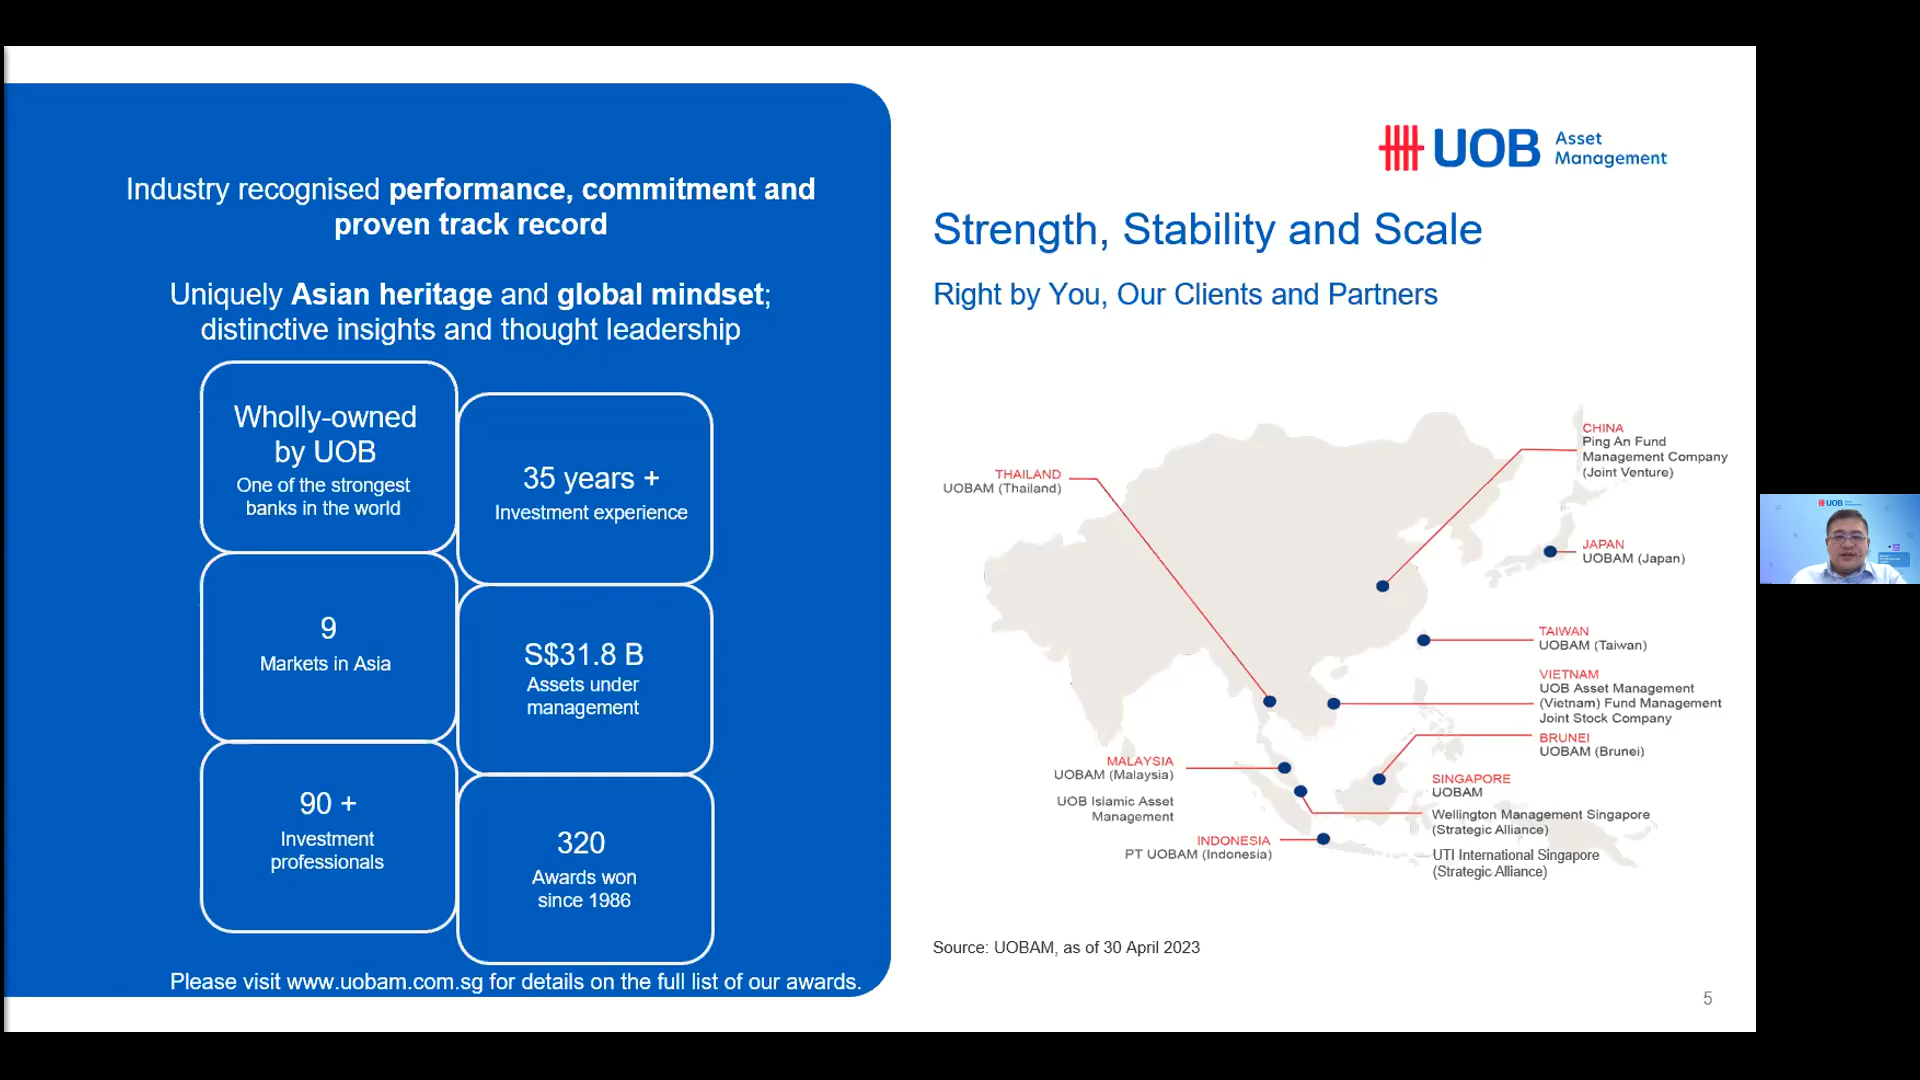 Industry recognised performance, commitment and
proven track record
Uniquely Asian heritage and global mindset;
distinctive insights and thought leadership
Wholly-owned
by UOB
One of the strongest
banks in the world
35 years +
Investment experience
9
Markets in Asia
S$31.8 B
Assets under
management
90 +
Investment
professionals
320
Awards won
since 1986
Please visit www.uobam.com.sg for details on the full list of our awards.
UOB Asset
Management
Strength, Stability and Scale
Right by You, Our Clients and Partners
CHINA
Ping An Fund
Management Company
(Joint Venture)
THAILAND
UOBAM (Thailand)
JAPAN
UOBAM (Japan)
TAIWAN
UOBAM (Taiwan)
VIETNAM
UOB Asset Management
(Vietnam) Fund Management
Joint Stock Company
BRUNEI
UOBAM (Brunei)
MALAYSIA
UOBAM (Malaysia)
UOB Islamic Asset
Management
SINGAPORE
UOBAM
Wellington Management Singapore
(Strategic Alliance)
UTI International Singapore
(Strategic Alliance)
INDONESIA
PT UOBAM (Indonesia)
Source: UOBAM, as of 30 April 2023
5
UOB